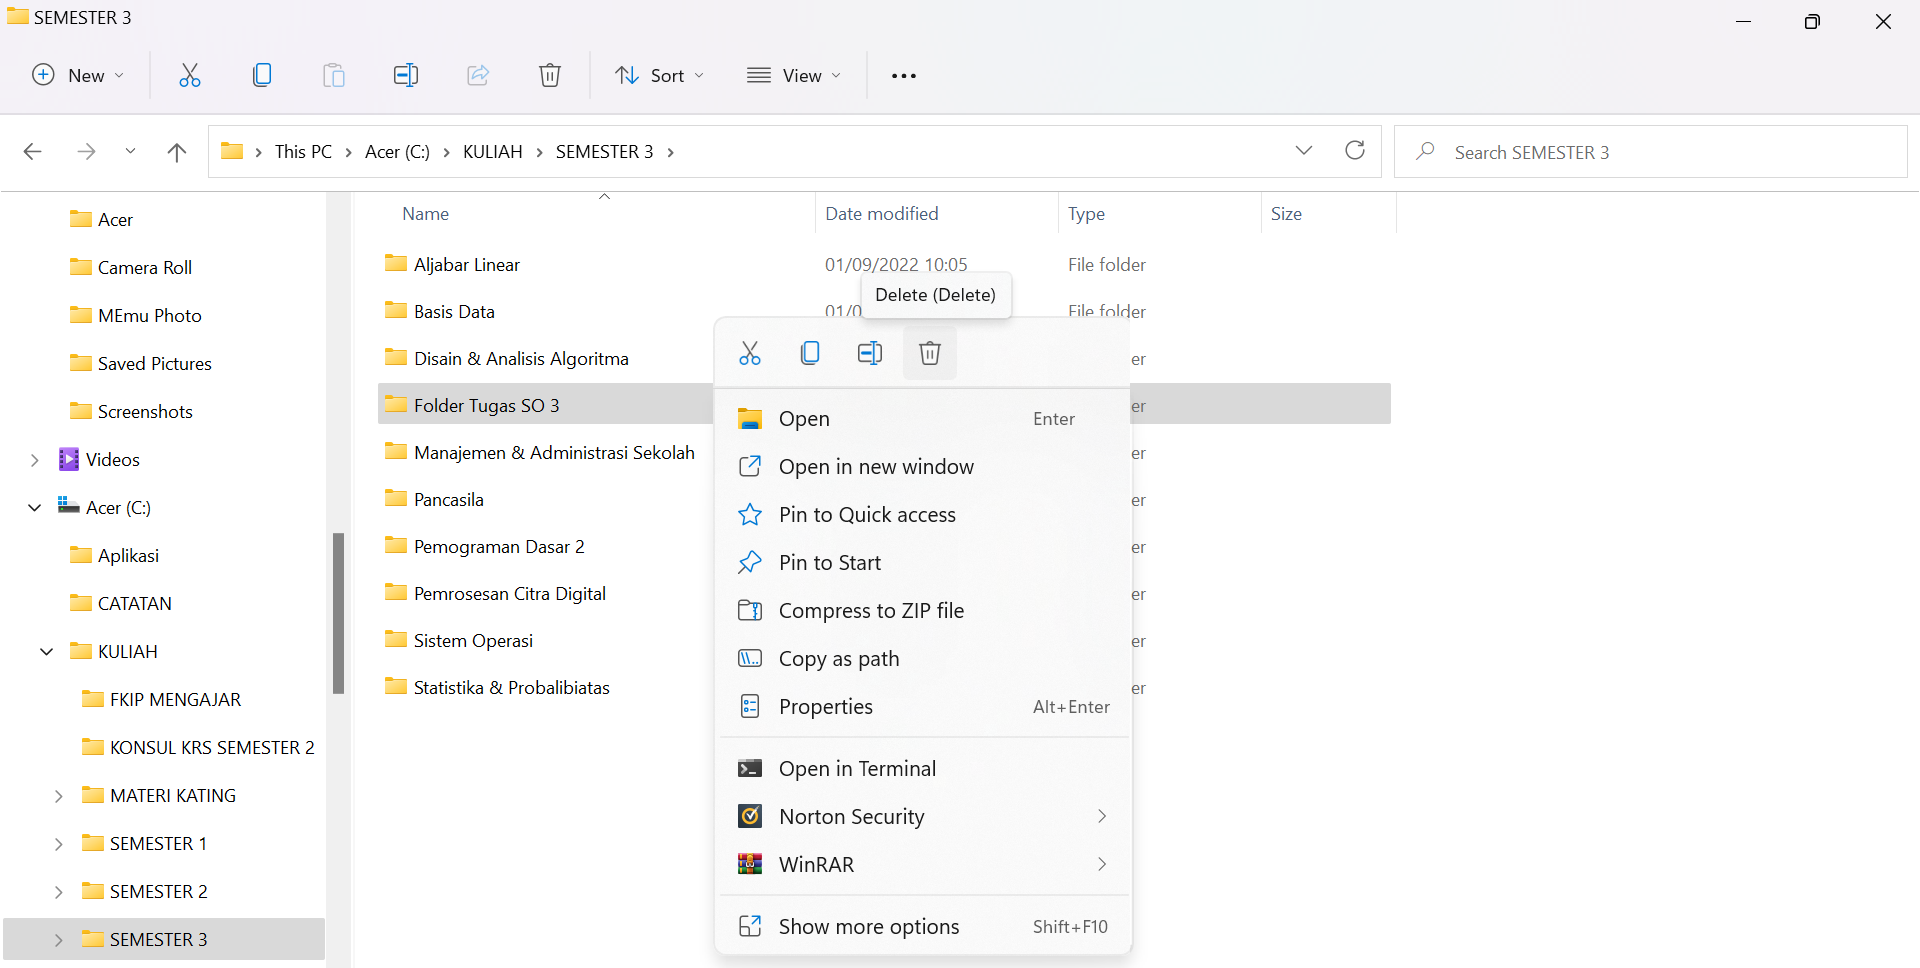 SEMESTER 3
New
Sort
View
This PC > Acer (C:) > KULIAH > SEMESTER 3 >
Search SEMESTER 3
Acer
Camera Roll
MEmu Photo
Saved Pictures
Screenshots
Videos
Acer (C:)
Aplikasi
CATATAN
KULIAH
FKIP MENGAJAR
KONSUL KRS SEMESTER 2
MATERI KATING
SEMESTER 1
SEMESTER 2
SEMESTER 3
Name Date modified Type Size
Aljabar Linear 01/09/2022 10:05 File folder
Basis Data 01/0 File folder
Disain & Analisis Algoritma er
Folder Tugas SO 3 er
Manajemen & Administrasi Sekolah er
Pancasila er
Pemograman Dasar 2 er
Pemrosesan Citra Digital er
Sistem Operasi er
Statistika & Probalibiatas er
Delete (Delete)
Open Enter
Open in new window
Pin to Quick access
Pin to Start
Compress to ZIP file
Copy as path
Properties Alt+Enter
Open in Terminal
Norton Security
WinRAR
Show more options Shift+F10